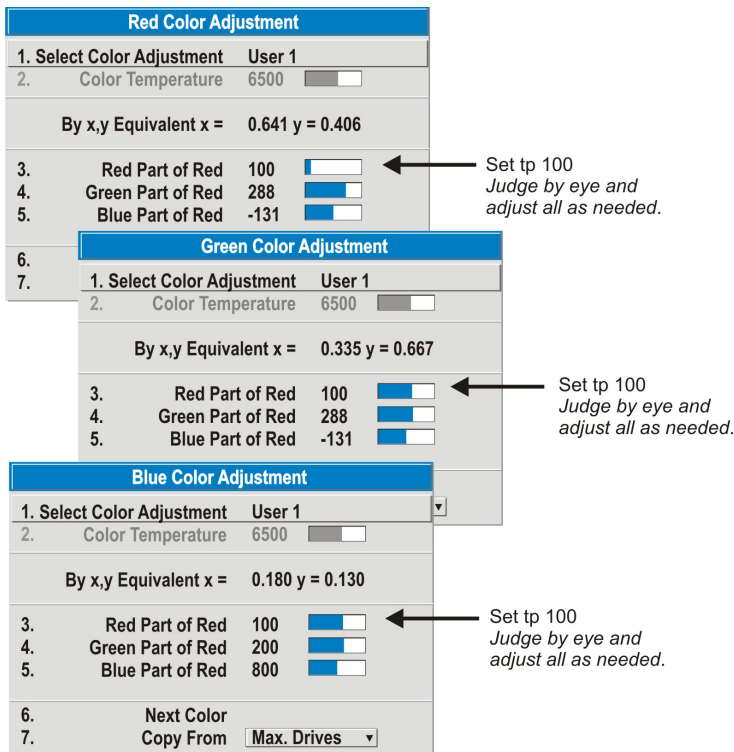 Red Color Adjustment
1. Select Color Adjustment User 1
2. Color Temperature 6500
By x,y Equivalent x = 0.641 y = 0.406
3. Red Part of Red 100
4. Green Part of Red 288
5. Blue Part of Red -131
6.
7.
Set tp 100
Judge by eye and
adjust all as needed.
Green Color Adjustment
1. Select Color Adjustment User 1
2. Color Temperature 6500
By x,y Equivalent x = 0.335 y = 0.667
3. Red Part of Red 100
4. Green Part of Red 288
5. Blue Part of Red -131
Set tp 100
Judge by eye and
adjust all as needed.
Blue Color Adjustment
1. Select Color Adjustment User 1
2. Color Temperature 6500
By x,y Equivalent x = 0.180 y = 0.130
3. Red Part of Red 100
4. Green Part of Red 200
5. Blue Part of Red 800
6. Next Color
7. Copy From Max. Drives
Set tp 100
Judge by eye and
adjust all as needed.